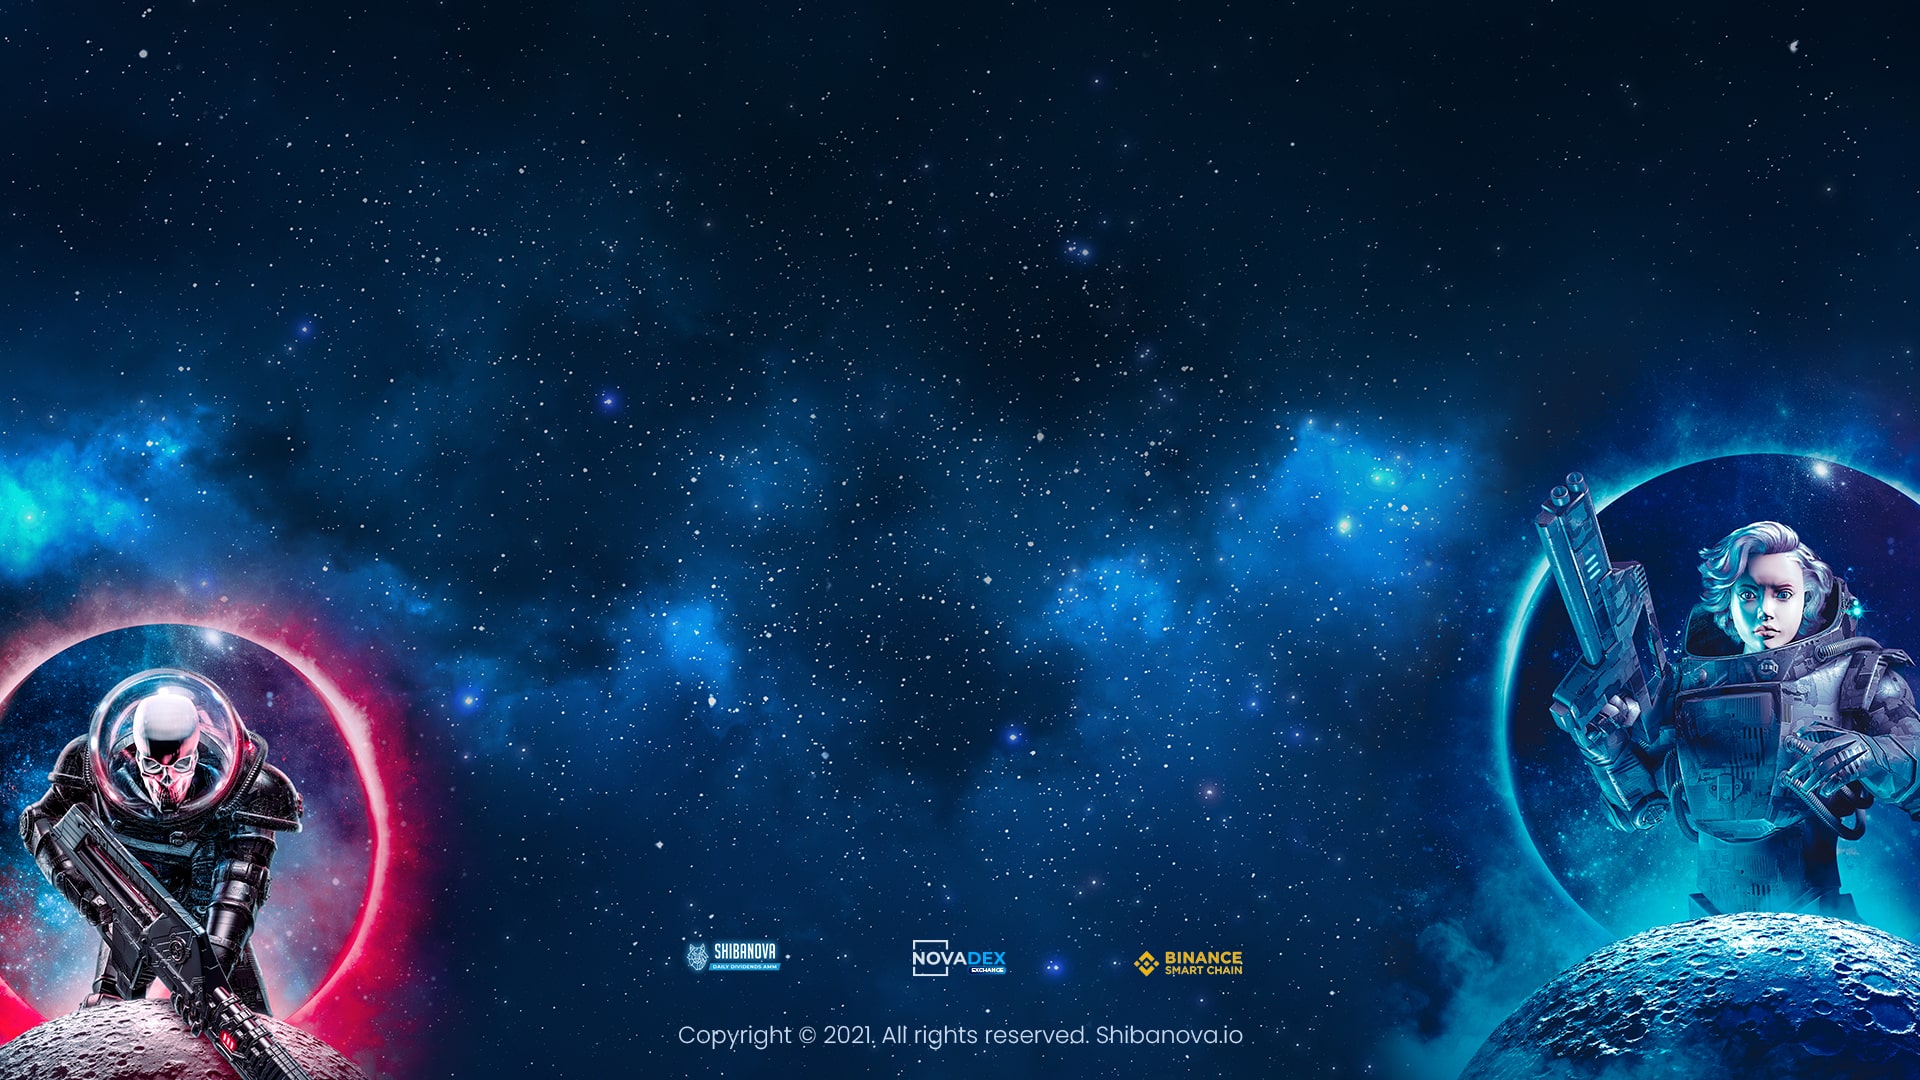 SHIBANOVA
DAILY DIVIDENDS AMM
NOVADEX
EXCHANGE
BINANCE
SMART CHAIN
Copyright © 2021. All rights reserved. Shibanova.io